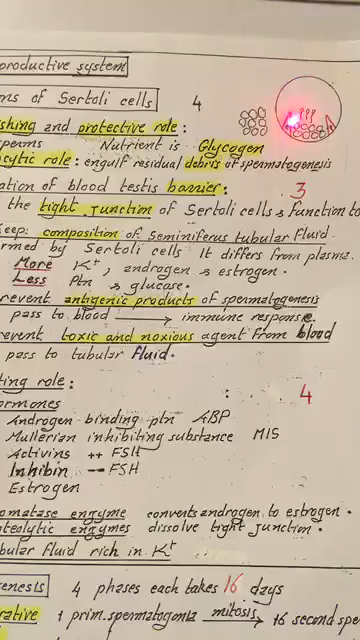 productive system
ms of Sertoli cells 4
shing and protective role:
sperms Nutrient is Glycogen
cytic role: engulf residual debris of spermatogenesis
ation of blood testis barrier:
3
the tight junction of Sertoli cells & function to
Keep: composition of Seminiferus tubular Fluid.
ormed by Sertoli cells It differs from plasma.
More K⁺, androgen & estrogen.
Less Ptn & glucose.
revent antigenic products of spermatogenesis
pass to blood → immune response.
revent toxic and noxious agent from blood
pass to tubular fluid.
ting role: 4
ormones
Androgen binding ptn ABP
Mullerian inhibiting substance MIS
Activins ++ FSH
Inhibin -- FSH
Estrogen
omatase enzyme converts androgen to estrogen.
oteolytic enzymes dissolve tight junction.
bular fluid rich in K⁺
enesis 4 phases each takes 16 days
rative 1 prim. spermatogonia mitosis → 16 second spe